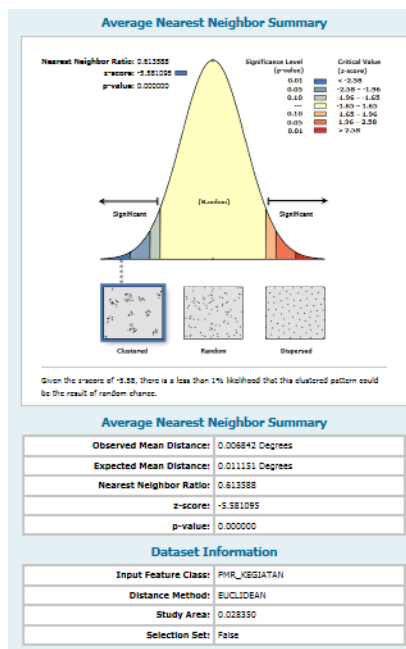 Average Nearest Neighbor Summary
Nearest Neighbor Ratio: 0.613588
z-score: -5.581095
p-value: 0.000000
Significance Level (p-value)
Critical Value (z-score)
0.01 < -2.58
0.05 -2.58 - -1.96
0.10 -1.96 - -1.65
--- -1.65 - 1.65
0.10 1.65 - 1.96
0.05 1.96 - 2.58
0.01 > 2.58
Significant
(Random)
Significant
Clustered
Random
Dispersed
Given the z-score of -5.58, there is a less than 1% likelihood that this clustered pattern could
be the result of random chance.
Average Nearest Neighbor Summary
Observed Mean Distance: 0.006842 Degrees
Expected Mean Distance: 0.011151 Degrees
Nearest Neighbor Ratio: 0.613588
z-score: -5.581095
p-value: 0.000000
Dataset Information
Input Feature Class: PMR_KEGIATAN
Distance Method: EUCLIDEAN
Study Area: 0.028350
Selection Set: False